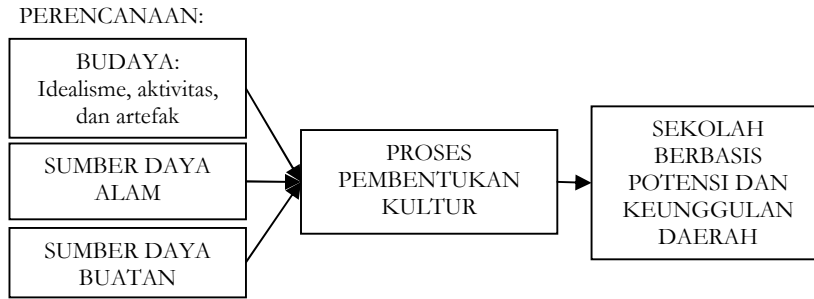 PERENCANAAN:
BUDAYA:
Idealisme, aktivitas,
dan artefak
SUMBER DAYA
ALAM
SUMBER DAYA
BUATAN
PROSES
PEMBENTUKAN
KULTUR
SEKOLAH
BERBASIS
POTENSI DAN
KEUNGGULAN
DAERAH